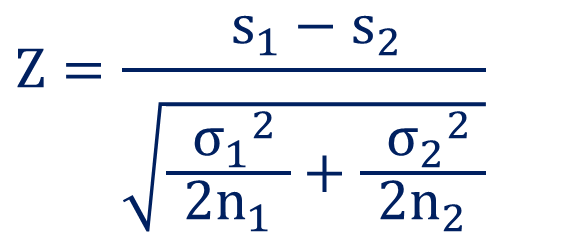 Z = (s₁ − s₂) / √(σ₁²/2n₁ + σ₂²/2n₂)